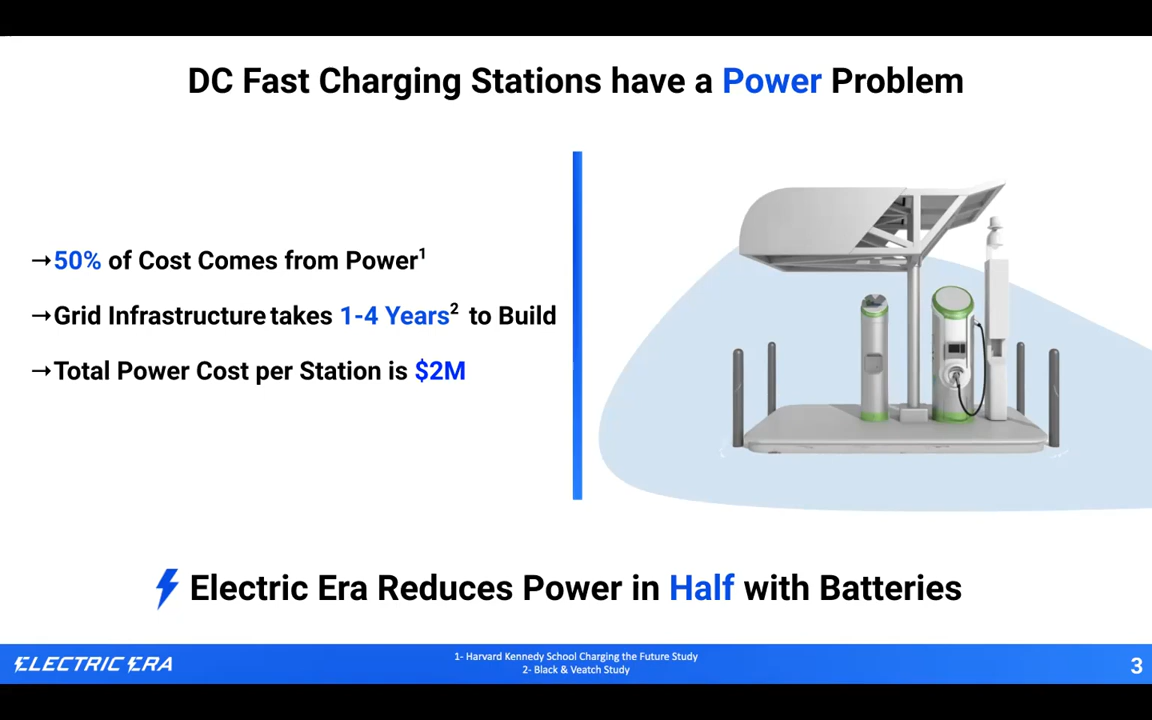 DC Fast Charging Stations have a Power Problem
→50% of Cost Comes from Power¹
→Grid Infrastructure takes 1-4 Years² to Build
→Total Power Cost per Station is $2M
Electric Era Reduces Power in Half with Batteries
ELECTRIC ERA
1- Harvard Kennedy School Charging the Future Study
2- Black & Veatch Study
3